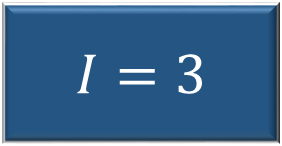 I = 3